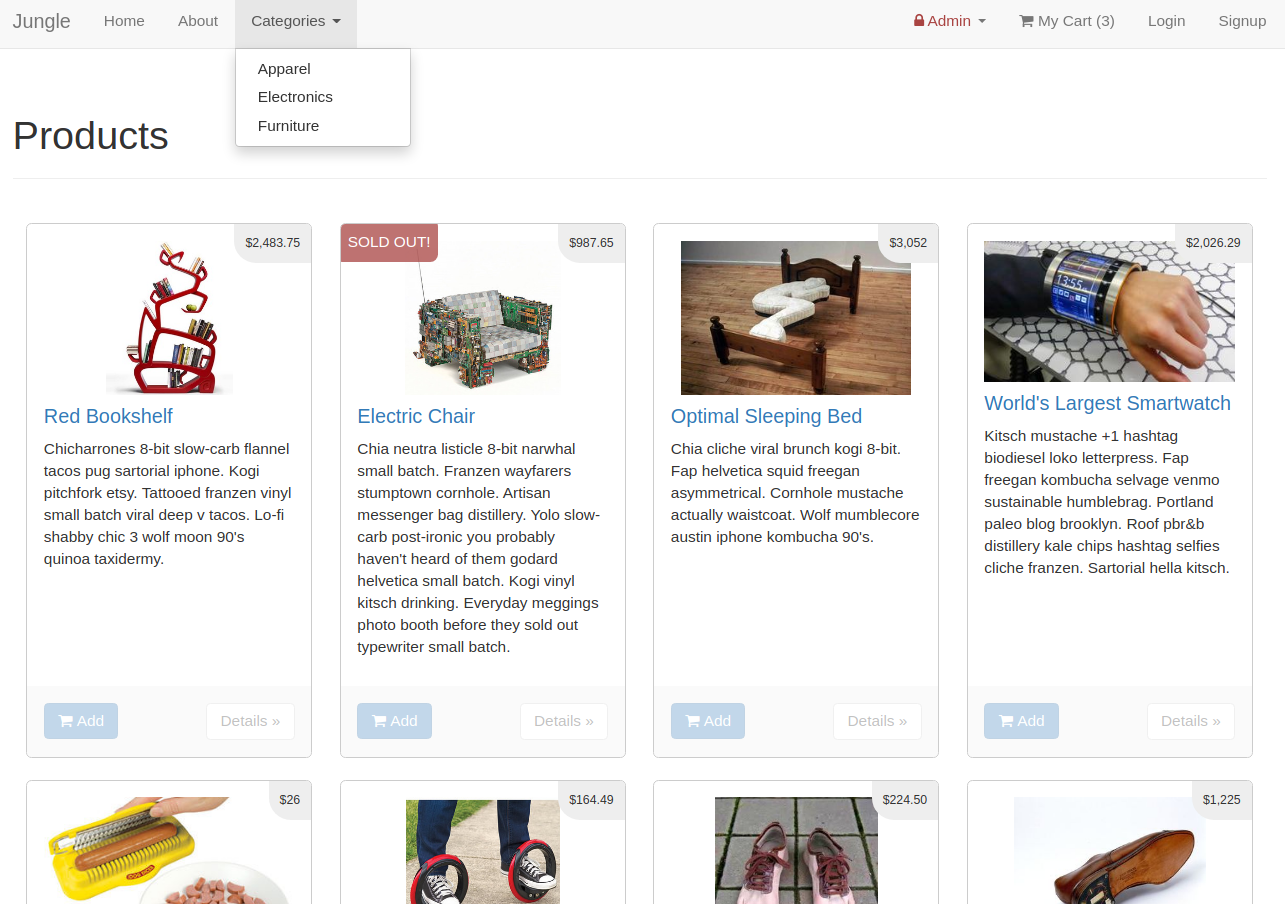 Jungle Home About Categories Admin My Cart (3) Login Signup
Apparel
Electronics
Furniture
Products
$2,483.75
Red Bookshelf
Chicharrones 8-bit slow-carb flannel
tacos pug sartorial iphone. Kogi
pitchfork etsy. Tattooed franzen vinyl
small batch viral deep v tacos. Lo-fi
shabby chic 3 wolf moon 90's
quinoa taxidermy.
Add Details »
SOLD OUT! $987.65
Electric Chair
Chia neutra listicle 8-bit narwhal
small batch. Franzen wayfarers
stumptown cornhole. Artisan
messenger bag distillery. Yolo slow-
carb post-ironic you probably
haven't heard of them godard
helvetica small batch. Kogi vinyl
kitsch drinking. Everyday meggings
photo booth before they sold out
typewriter small batch.
Add Details »
$3,052
Optimal Sleeping Bed
Chia cliche viral brunch kogi 8-bit.
Fap helvetica squid freegan
asymmetrical. Cornhole mustache
actually waistcoat. Wolf mumblecore
austin iphone kombucha 90's.
Add Details »
$2,026.29
13:55
World's Largest Smartwatch
Kitsch mustache +1 hashtag
biodiesel loko letterpress. Fap
freegan kombucha selvage venmo
sustainable humblebrag. Portland
paleo blog brooklyn. Roof pbr&b
distillery kale chips hashtag selfies
cliche franzen. Sartorial hella kitsch.
Add Details »
$26
$164.49
$224.50
$1,225